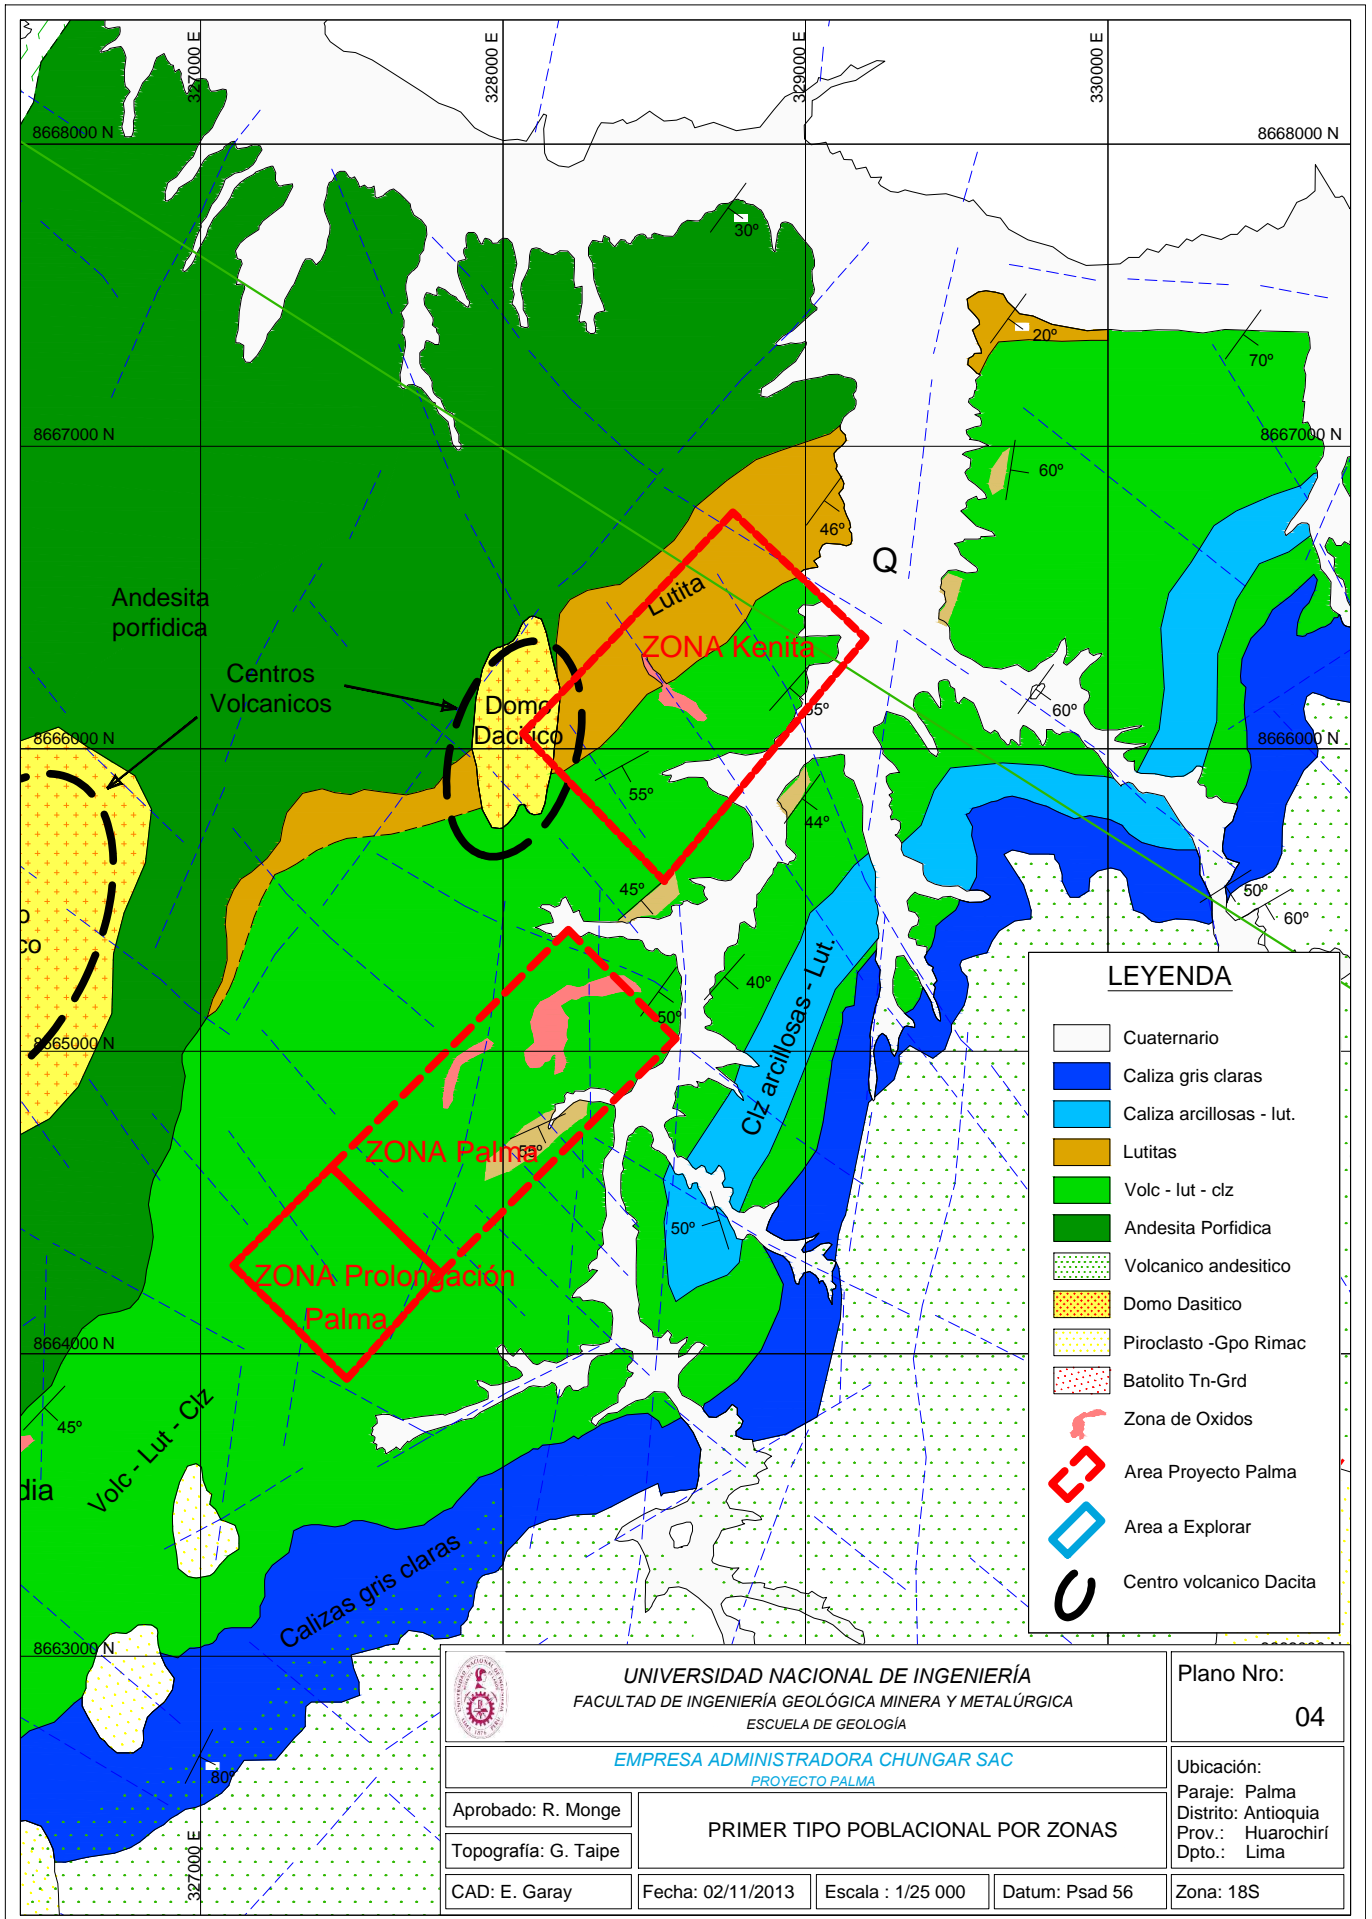 327000 E
328000 E
329000 E
330000 E
8668000 N
8668000 N
30º
20º
70º
8667000 N
8667000 N
60º
46º
Q
Andesita
porfidica
Lutita
ZONA Kenita
Centros
Volcanicos
Domo
Dacitico
60º
8666000 N
8666000 N
55º
44º
45º
50º
60º
co
40º
50º
8665000 N
Clz arcillosas - Lut.
ZONA Palma
50º
ZONA Prolongación
Palma
8664000 N
45º
Volc - Lut - Clz
dia
Calizas gris claras
8663000 N
80º
327000 E
LEYENDA
Cuaternario
Caliza gris claras
Caliza arcillosas - lut.
Lutitas
Volc - lut - clz
Andesita Porfidica
Volcanico andesitico
Domo Dasitico
Piroclasto -Gpo Rimac
Batolito Tn-Grd
Zona de Oxidos
Area Proyecto Palma
Area a Explorar
Centro volcanico Dacita
UNIVERSIDAD NACIONAL DE INGENIERÍA
FACULTAD DE INGENIERÍA GEOLÓGICA MINERA Y METALÚRGICA
ESCUELA DE GEOLOGÍA
Plano Nro:
04
EMPRESA ADMINISTRADORA CHUNGAR SAC
PROYECTO PALMA
Ubicación:
Paraje: Palma
Distrito: Antioquia
Prov.: Huarochirí
Dpto.: Lima
Aprobado: R. Monge
Topografía: G. Taipe
PRIMER TIPO POBLACIONAL POR ZONAS
CAD: E. Garay
Fecha: 02/11/2013
Escala : 1/25 000
Datum: Psad 56
Zona: 18S